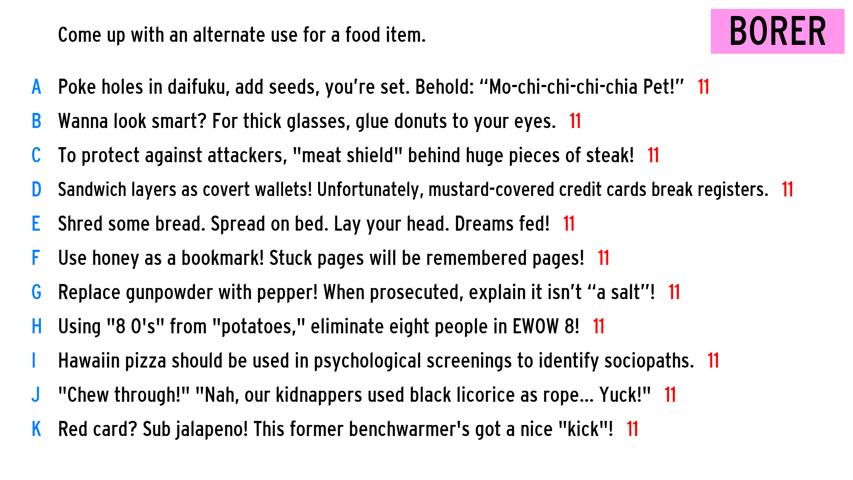 Come up with an alternate use for a food item.
BORER
A Poke holes in daifuku, add seeds, you’re set. Behold: “Mo-chi-chi-chi-chia Pet!” 11
B Wanna look smart? For thick glasses, glue donuts to your eyes. 11
C To protect against attackers, "meat shield" behind huge pieces of steak! 11
D Sandwich layers as covert wallets! Unfortunately, mustard-covered credit cards break registers. 11
E Shred some bread. Spread on bed. Lay your head. Dreams fed! 11
F Use honey as a bookmark! Stuck pages will be remembered pages! 11
G Replace gunpowder with pepper! When prosecuted, explain it isn’t “a salt”! 11
H Using "8 O's" from "potatoes," eliminate eight people in EWOW 8! 11
I Hawaiin pizza should be used in psychological screenings to identify sociopaths. 11
J "Chew through!" "Nah, our kidnappers used black licorice as rope... Yuck!" 11
K Red card? Sub jalapeno! This former benchwarmer's got a nice "kick"! 11